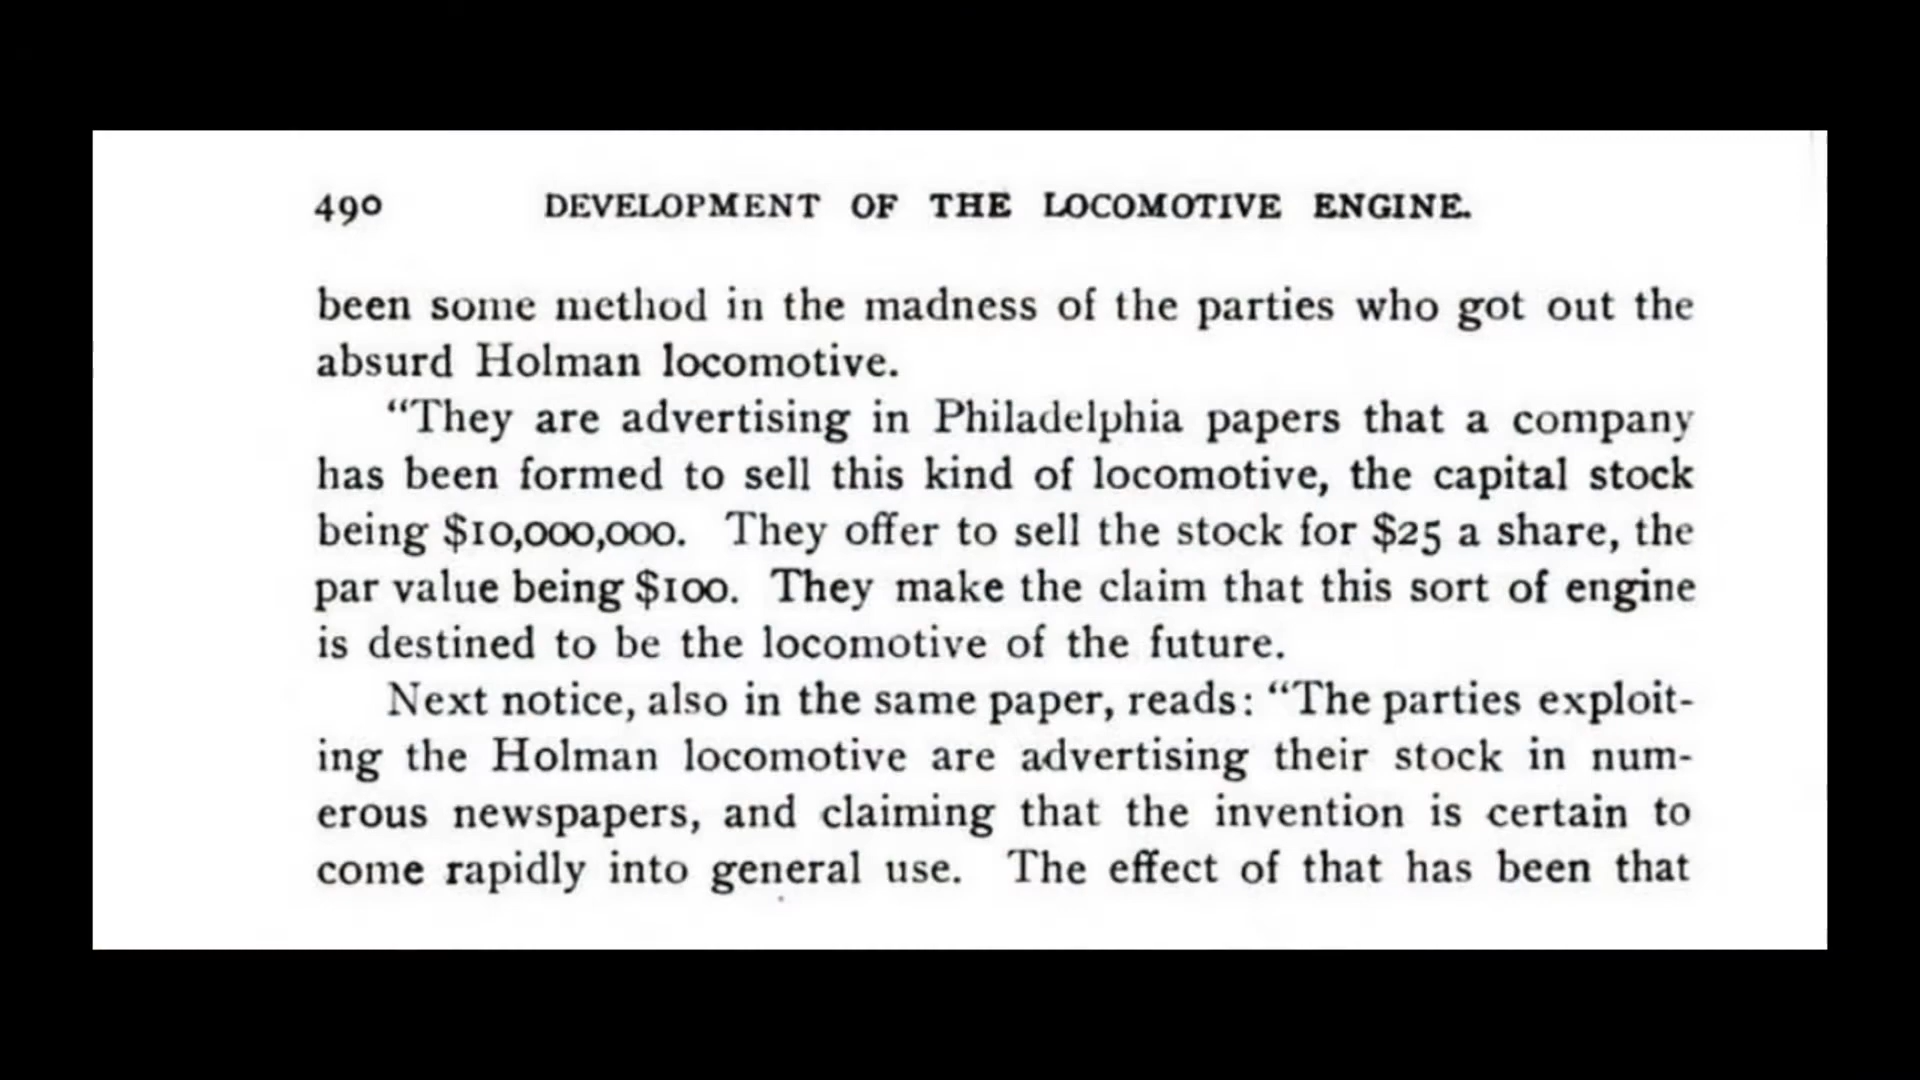 490 DEVELOPMENT OF THE LOCOMOTIVE ENGINE.
been some method in the madness of the parties who got out the
absurd Holman locomotive.
“They are advertising in Philadelphia papers that a company
has been formed to sell this kind of locomotive, the capital stock
being $10,000,000. They offer to sell the stock for $25 a share, the
par value being $100. They make the claim that this sort of engine
is destined to be the locomotive of the future.
Next notice, also in the same paper, reads: “The parties exploit-
ing the Holman locomotive are advertising their stock in num-
erous newspapers, and claiming that the invention is certain to
come rapidly into general use. The effect of that has been that